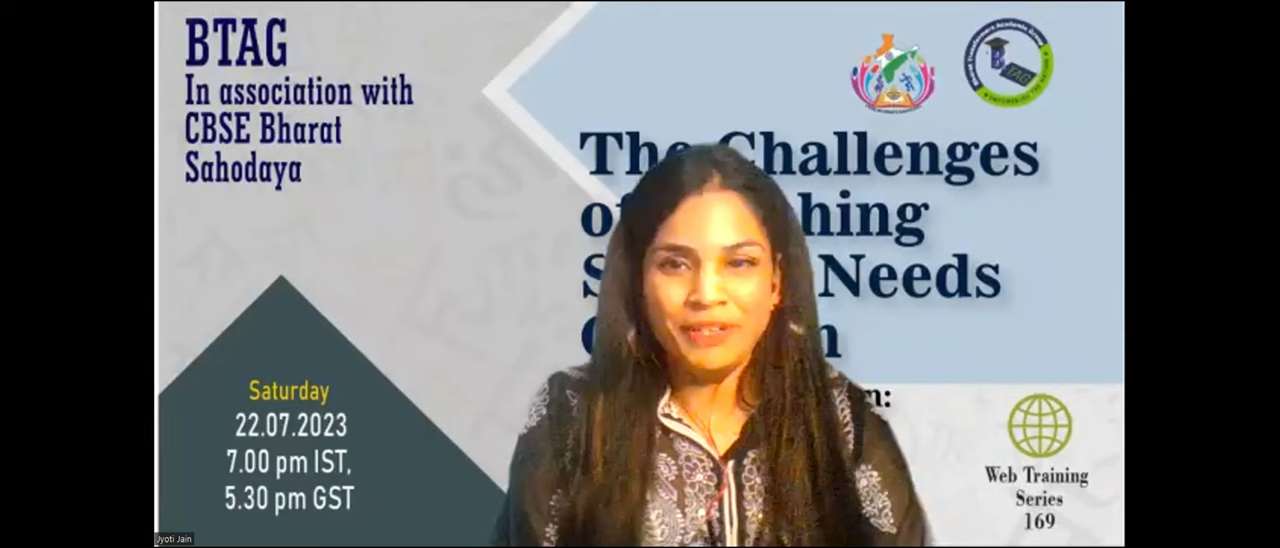 BTAG
In association with
CBSE Bharat
Sahodaya
The Challenges
of hing
S Needs
n
n:
Saturday
22.07.2023
7.00 pm IST,
5.30 pm GST
Web Training
Series
169
Jyoti Jain
BTAG